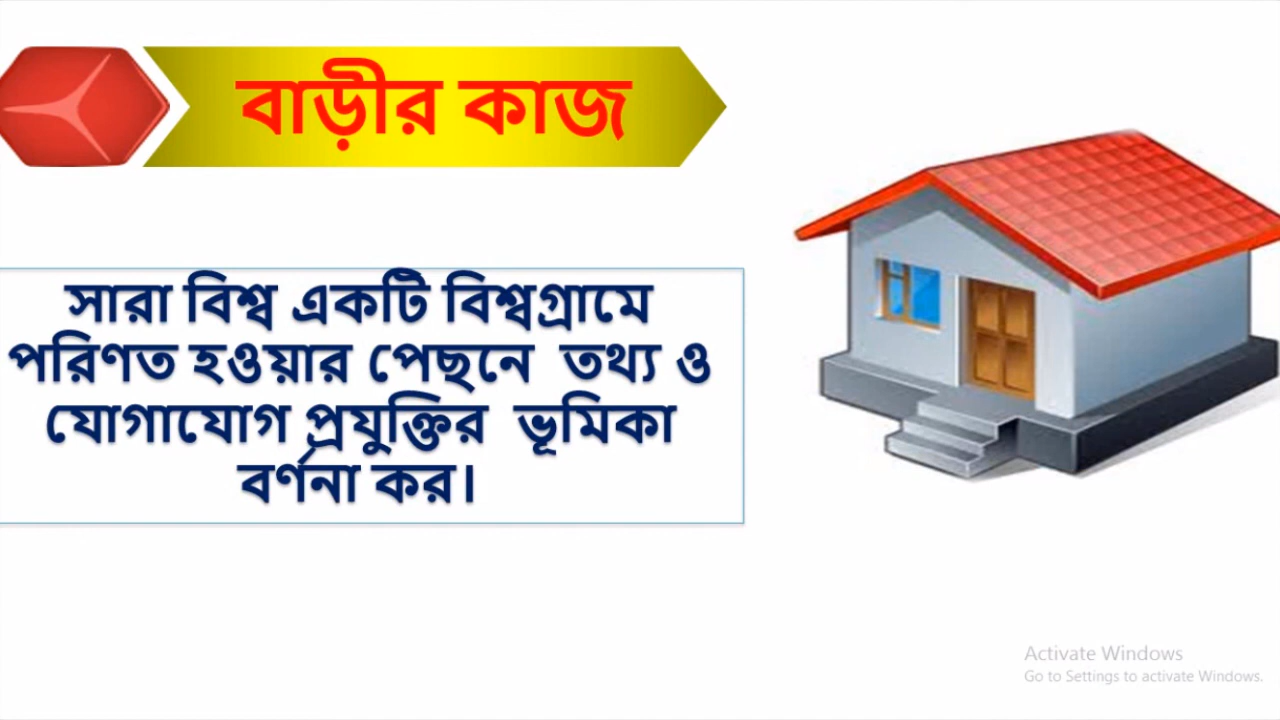 বাড়ীর কাজ
সারা বিশ্ব একটি বিশ্বগ্রামে
পরিণত হওয়ার পেছনে তথ্য ও
যোগাযোগ প্রযুক্তির ভূমিকা
বর্ণনা কর।
Activate Windows
Go to Settings to activate Windows.